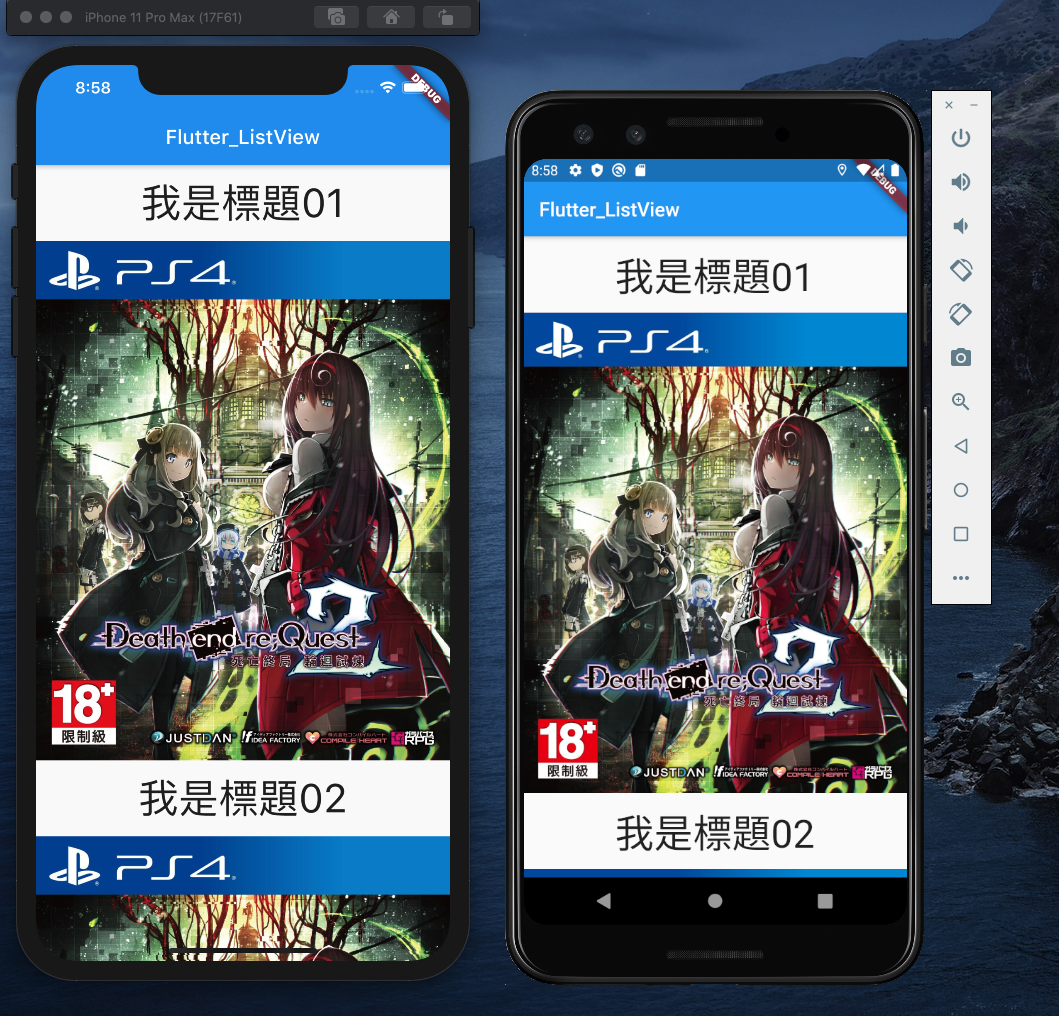 iPhone 11 Pro Max (17F61)
8:58
DEBUG
Flutter_ListView
我是標題01
PS4
Death end re;Quest 2
死亡終局 輪迴試煉
18+
限制級
JUSTDAN
IDEA FACTORY
COMPILE HEART
RPG
我是標題02
PS4
8:58
DEBUG
Flutter_ListView
我是標題01
PS4
Death end re;Quest 2
死亡終局 輪迴試煉
18+
限制級
JUSTDAN
IDEA FACTORY
COMPILE HEART
RPG
我是標題02